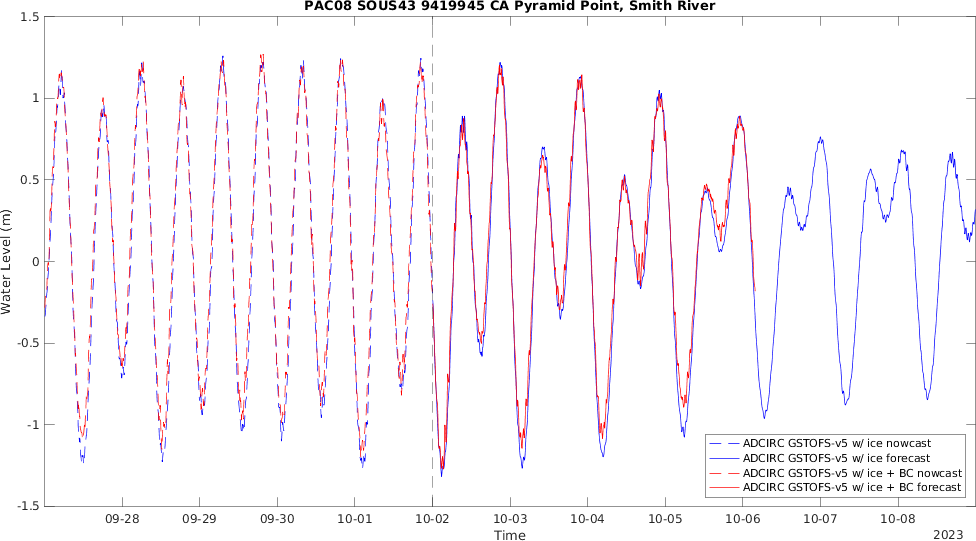 PAC08 SOUS43 9419945 CA Pyramid Point, Smith River
1.5
1
0.5
0
-0.5
-1
-1.5
Water Level (m)
ADCIRC GSTOFS-v5 w/ ice nowcast
ADCIRC GSTOFS-v5 w/ ice forecast
ADCIRC GSTOFS-v5 w/ ice + BC nowcast
ADCIRC GSTOFS-v5 w/ ice + BC forecast
09-28 09-29 09-30 10-01 10-02 10-03 10-04 10-05 10-06 10-07 10-08
Time
2023